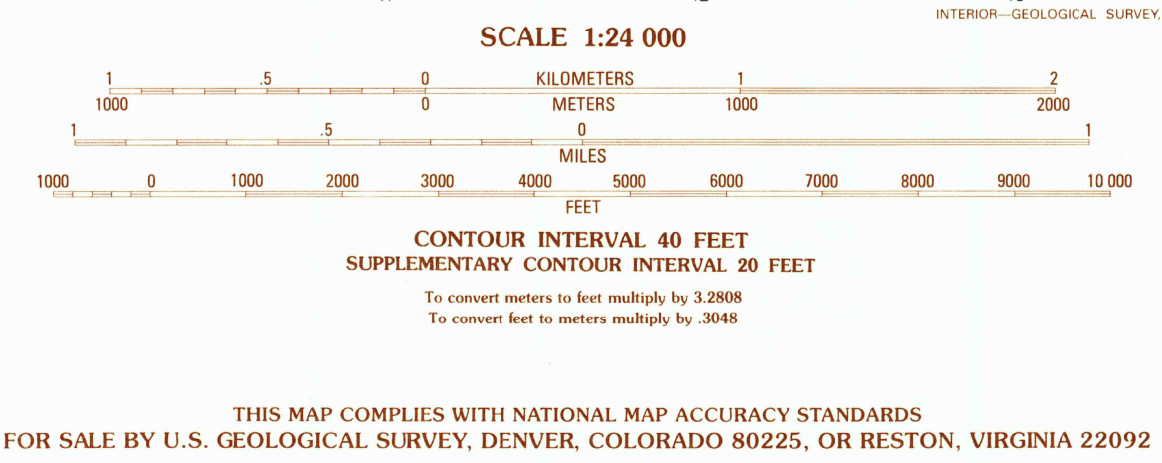 INTERIOR—GEOLOGICAL SURVEY,
SCALE 1:24 000
1 .5 0 KILOMETERS 1 2
1000 0 METERS 1000 2000
1 .5 0 1
MILES
1000 0 1000 2000 3000 4000 5000 6000 7000 8000 9000 10 000
FEET
CONTOUR INTERVAL 40 FEET
SUPPLEMENTARY CONTOUR INTERVAL 20 FEET
To convert meters to feet multiply by 3.2808
To convert feet to meters multiply by .3048
THIS MAP COMPLIES WITH NATIONAL MAP ACCURACY STANDARDS
FOR SALE BY U.S. GEOLOGICAL SURVEY, DENVER, COLORADO 80225, OR RESTON, VIRGINIA 22092